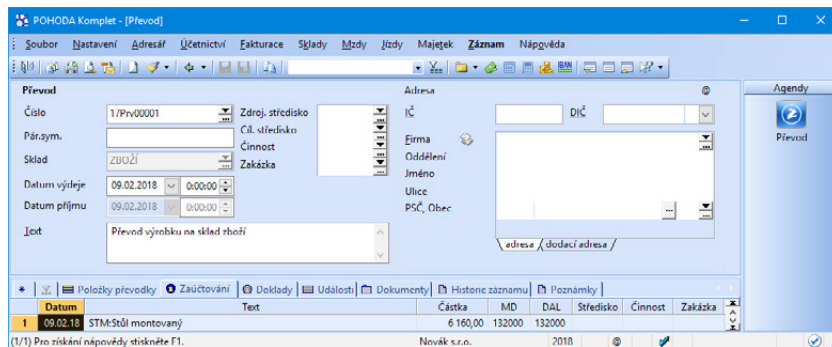 POHODA Komplet - [Převod]
Soubor Nastavení Adresář Účetnictví Fakturace Sklady Mzdy Jízdy Majetek Záznam Nápověda
IBAN
Převod
Adresa
@
Agendy
Číslo 17Prv00001 Zdroj. středisko IČ DIČ
Cíl. středisko
Činnost
Zakázka
Převod
Pár.sym.
Firma
Sklad ZBOŽÍ
Oddělení
Jméno
Datum výdeje 09.02.2018 0:00:00
Ulice
Datum příjmu 09.02.2018 0:00:00
PSČ, Obec
Text Převod výrobku na sklad zboží
adresa dodací adresa
Položky převodky Zaúčtování Doklady Události Dokumenty Historie záznamu Poznámky
Datum Text Částka MD DAL Středisko Činnost Zakázka
1 09.02.18 STM:Stůl montovaný 6 160,00 132000 132000
(1/1) Pro získání nápovědy stiskněte F1. Novák s.r.o. 2018 @